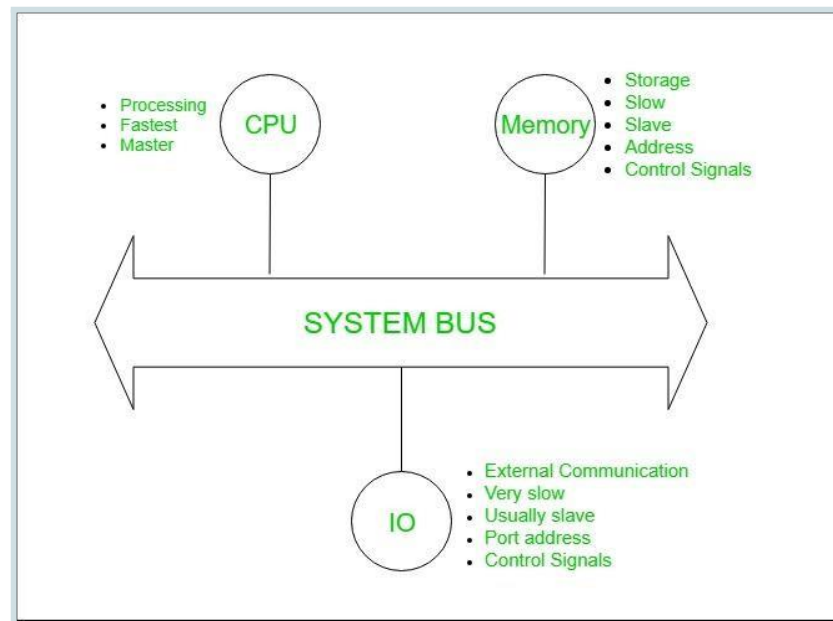 Processing
Fastest
Master
CPU
Memory
Storage
Slow
Slave
Address
Control Signals
SYSTEM BUS
IO
External Communication
Very slow
Usually slave
Port address
Control Signals